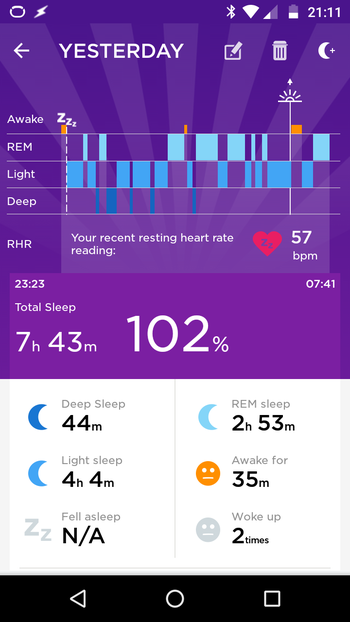 21:11
YESTERDAY
Awake
zZZz
REM
Light
Deep
RHR
Your recent resting heart rate
reading:
57
bpm
23:23
07:41
Total Sleep
7h 43m
102%
Deep Sleep
44m
REM sleep
2h 53m
Light sleep
4h 4m
Awake for
35m
Fell asleep
zz
N/A
Woke up
2times